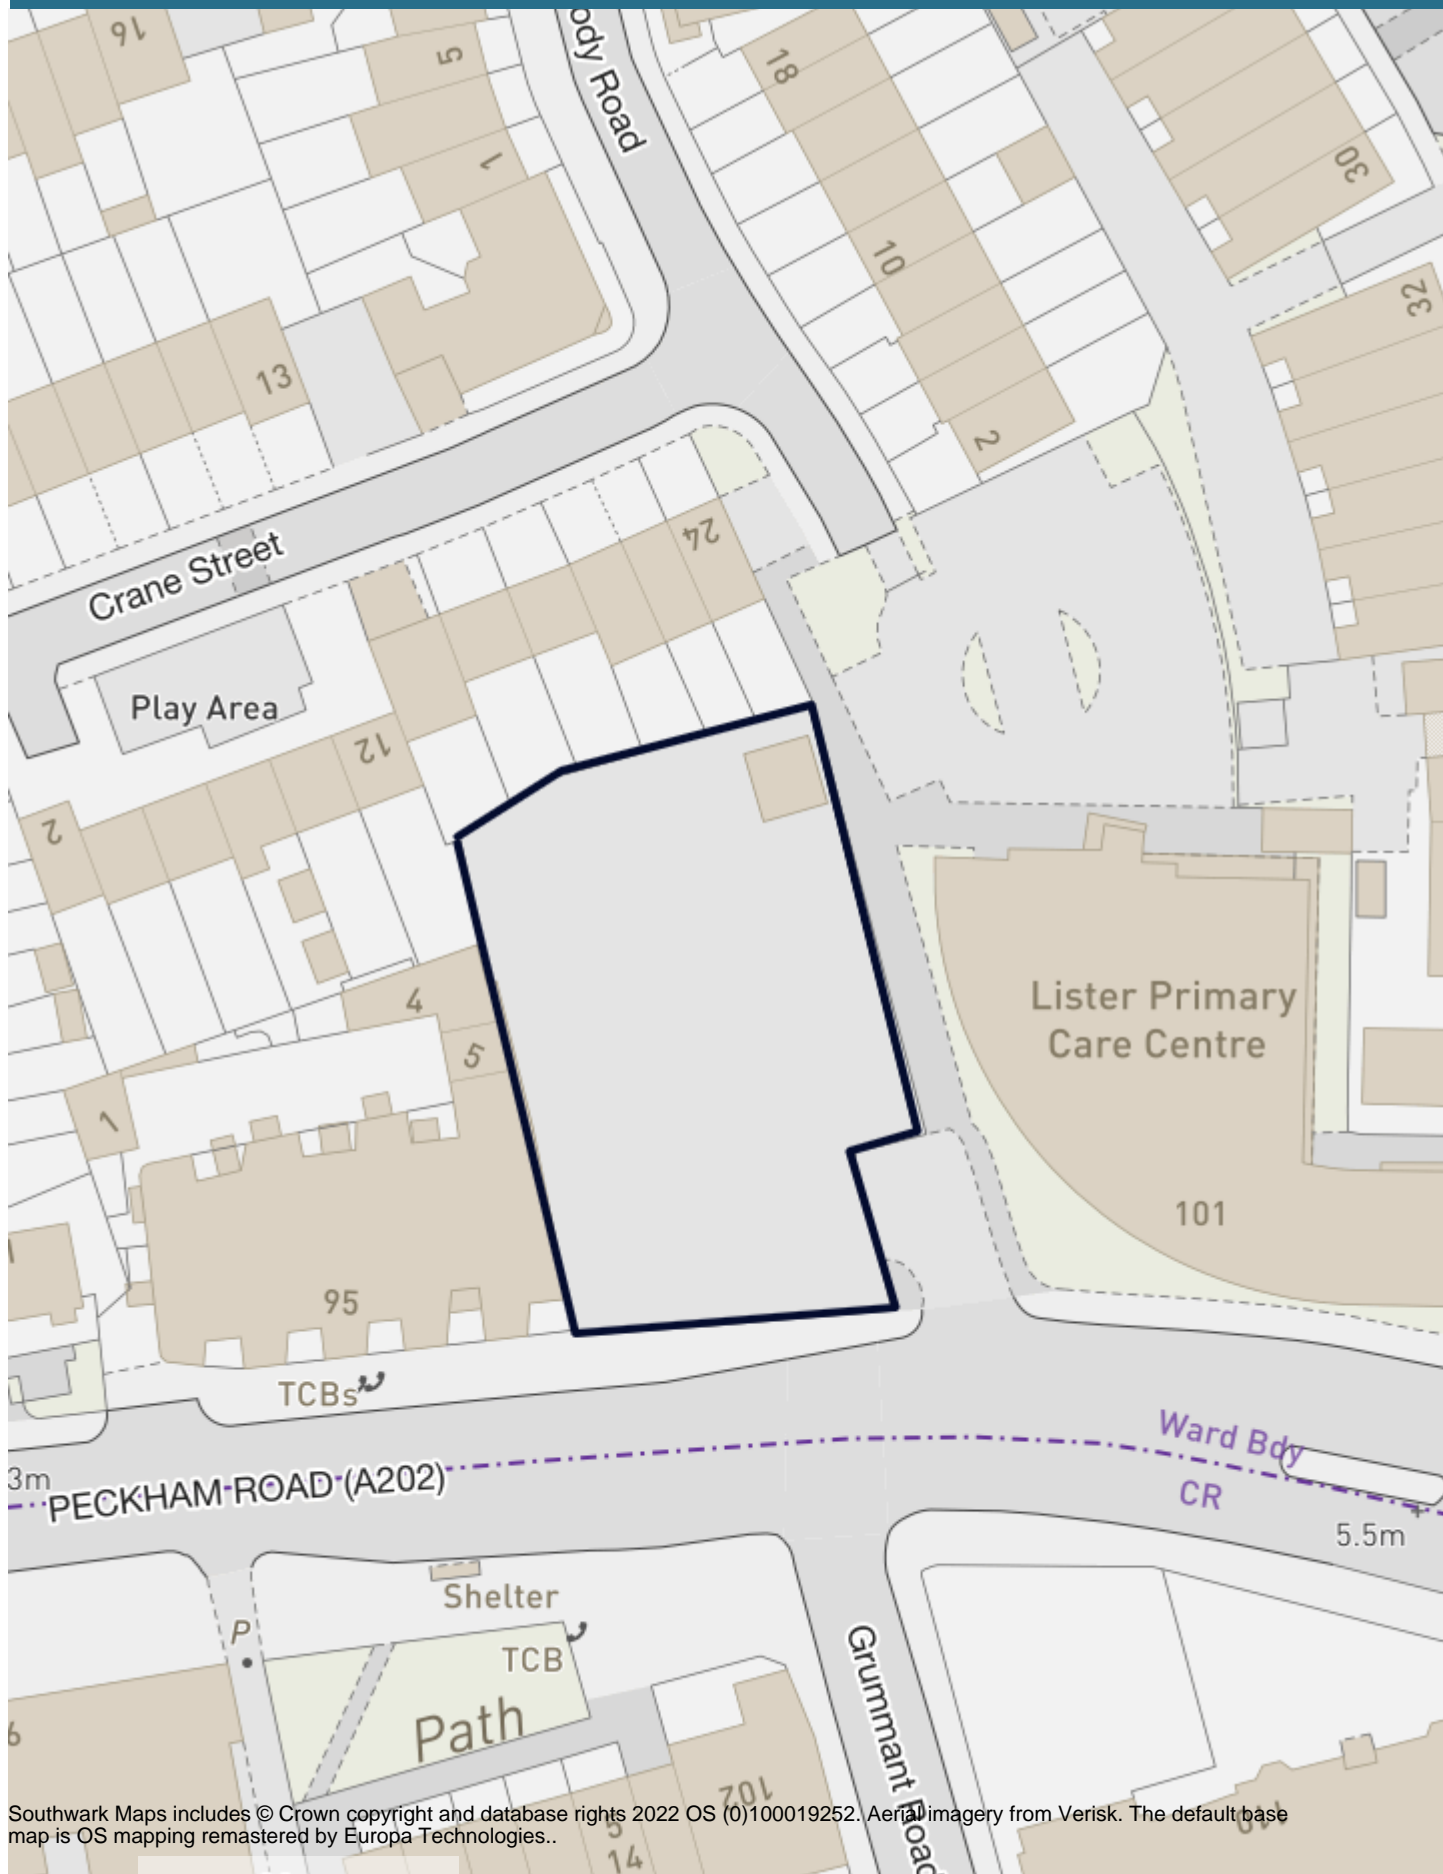 16
5
ody Road
18
1
30
10
32
13
2
24
Crane Street
Play Area
12
2
Lister Primary
Care Centre
4
5
1
101
95
TCBs
Ward Bdy
3m
PECKHAM ROAD (A202)
CR
5.5m
Shelter
P
TCB
Grummant Road
Path
6
102
Southwark Maps includes © Crown copyright and database rights 2022 OS (0)100019252. Aerial imagery from Verisk. The default base
map is OS mapping remastered by Europa Technologies..
5
14